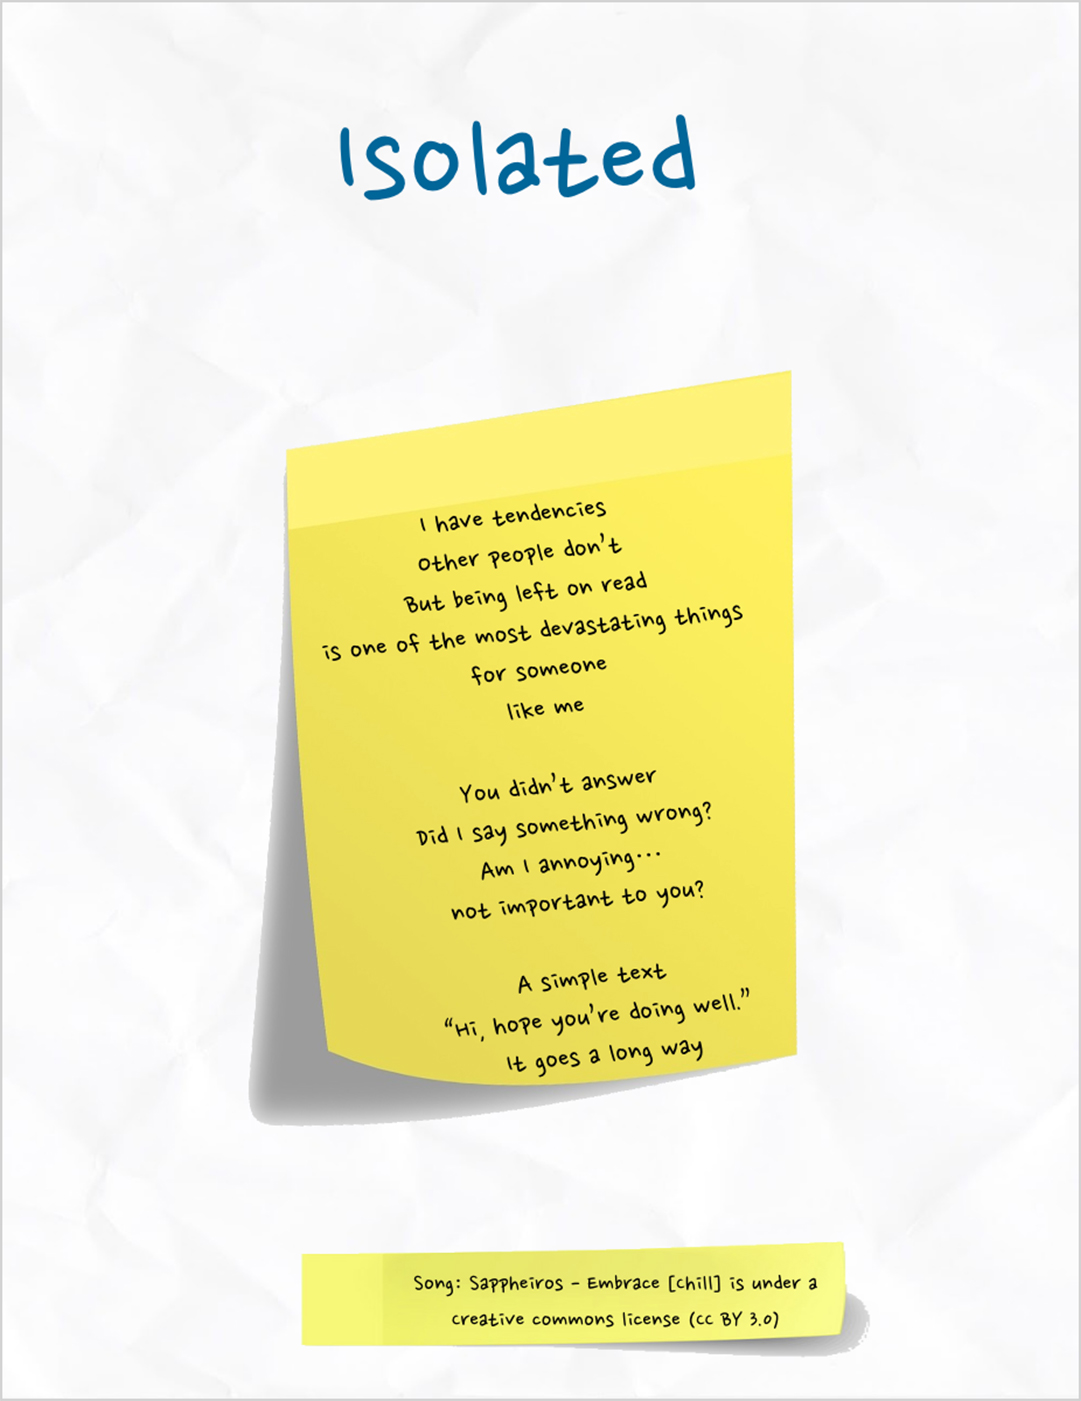 Isolated
I have tendencies
Other people don't
But being left on read
is one of the most devastating things
for someone
like me
You didn't answer
Did I say something wrong?
Am I annoying...
not important to you?
A simple text
"Hi, hope you're doing well."
It goes a long way
Song: Sappheiros - Embrace [Chill] is under a
creative commons license (cc BY 3.0)